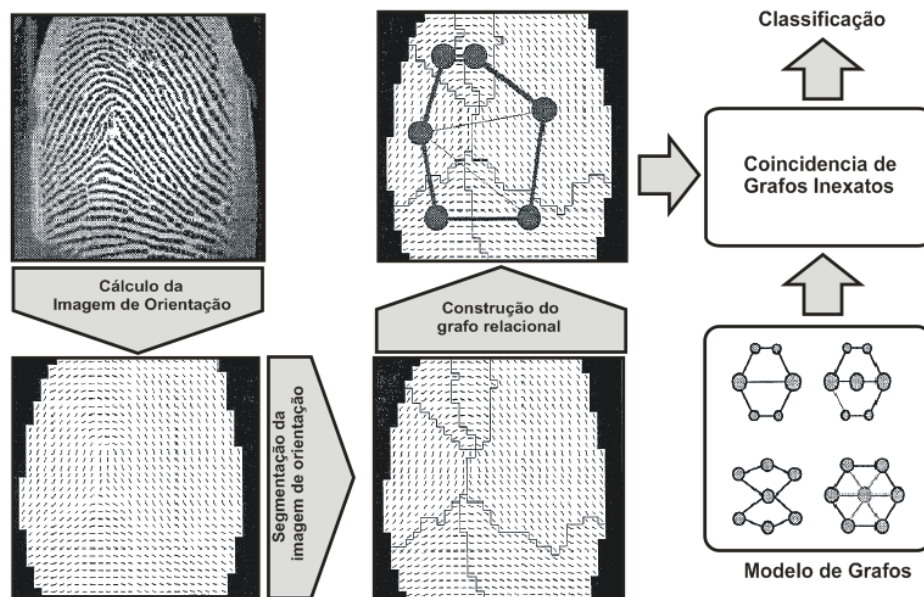 Cálculo da
Imagem de Orientação
Segmentação da
imagem de orientação
Construção do
grafo relacional
Classificação
Coincidencia de
Grafos Inexatos
Modelo de Grafos